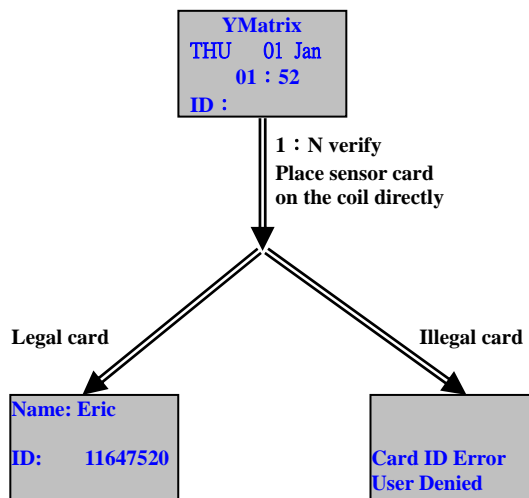 YMatrix
THU 01 Jan
01：52
ID：
1：N verify
Place sensor card
on the coil directly
Legal card
Illegal card
Name: Eric
ID: 11647520
Card ID Error
User Denied